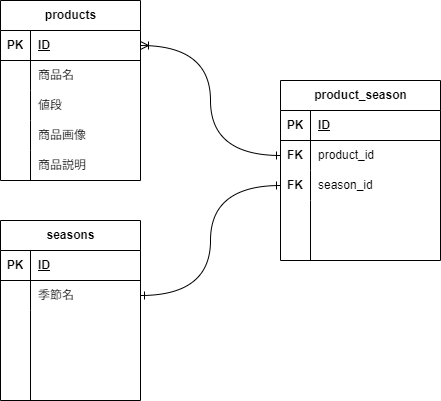 products
PK ID
商品名
値段
商品画像
商品説明
product_season
PK ID
FK product_id
FK season_id
seasons
PK ID
季節名